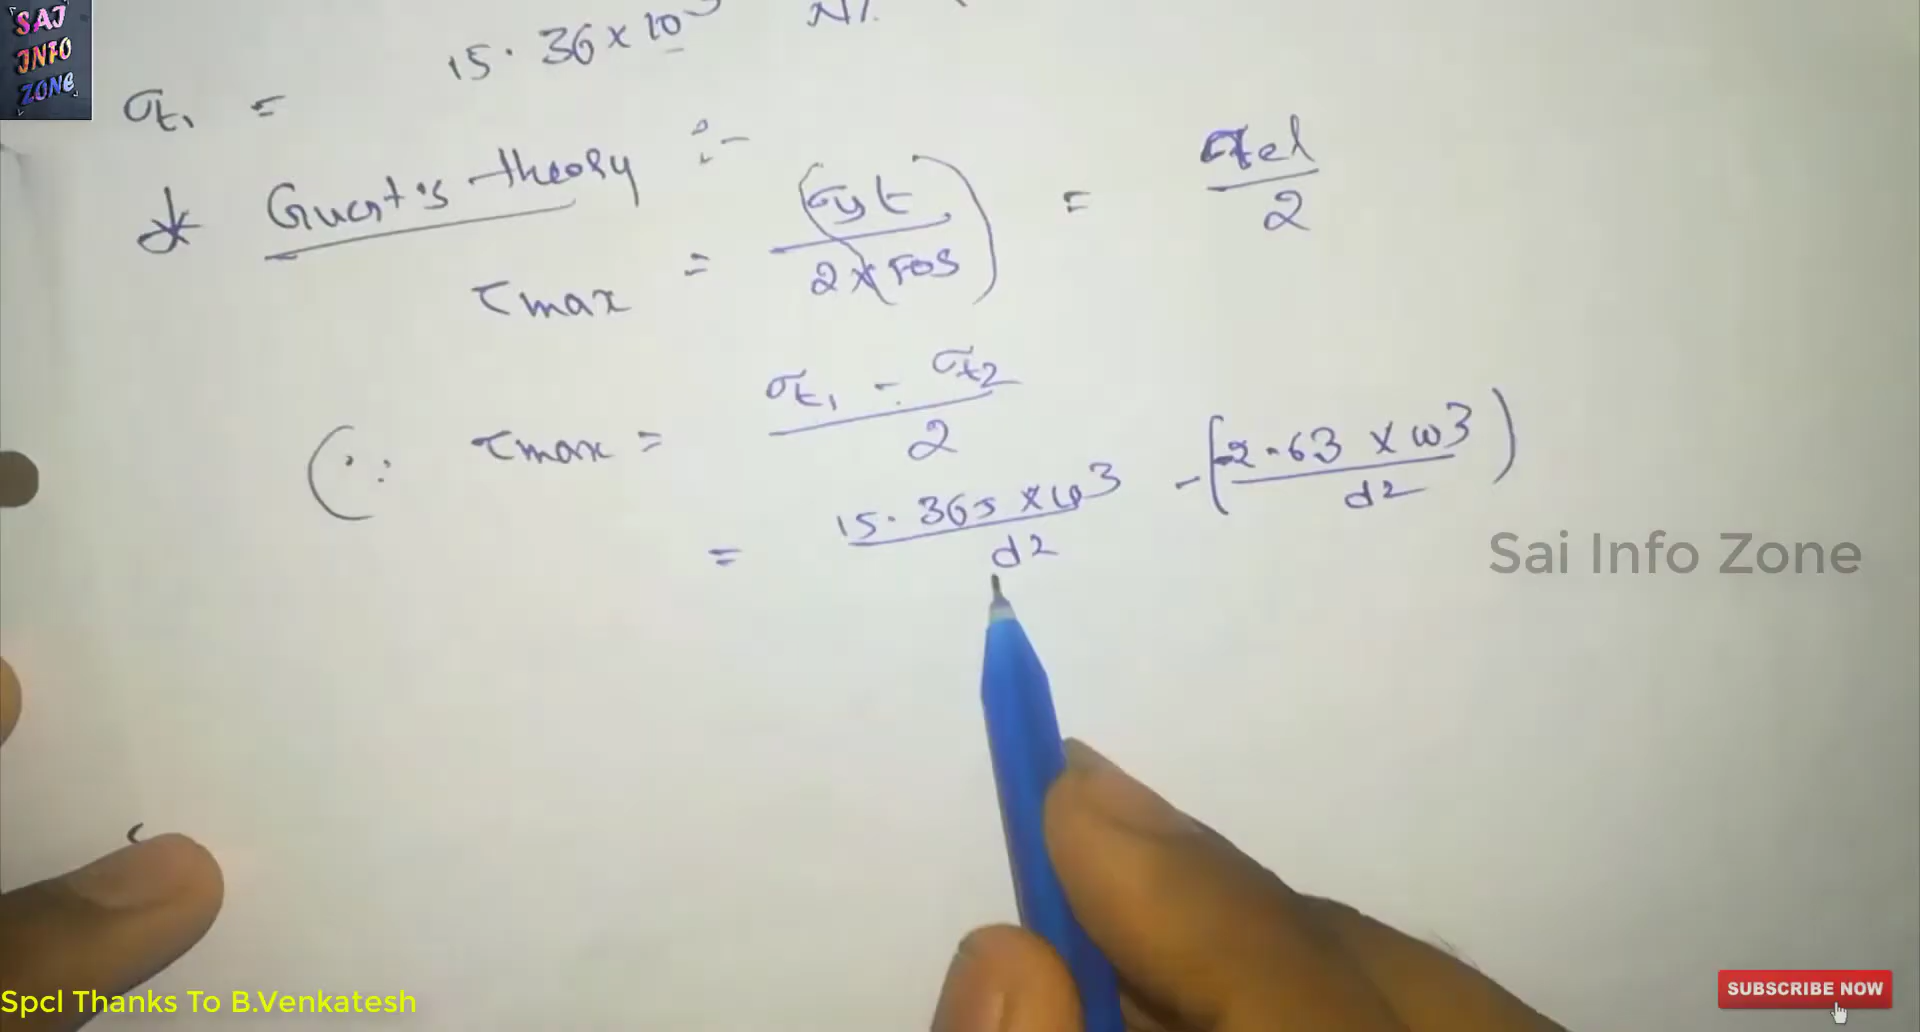 SAI
INFO
ZONE
15.36×10
σt₁ =
* Guest's theory :-
τmax = (σyt / 2×FOS) = σtel / 2
(∵ τmax = σt₁ - σt₂ / 2
= 15.365 ×10³ / d² - (-2.63 × 10³ / d²)
Sai Info Zone
Spcl Thanks To B.Venkatesh
SUBSCRIBE NOW